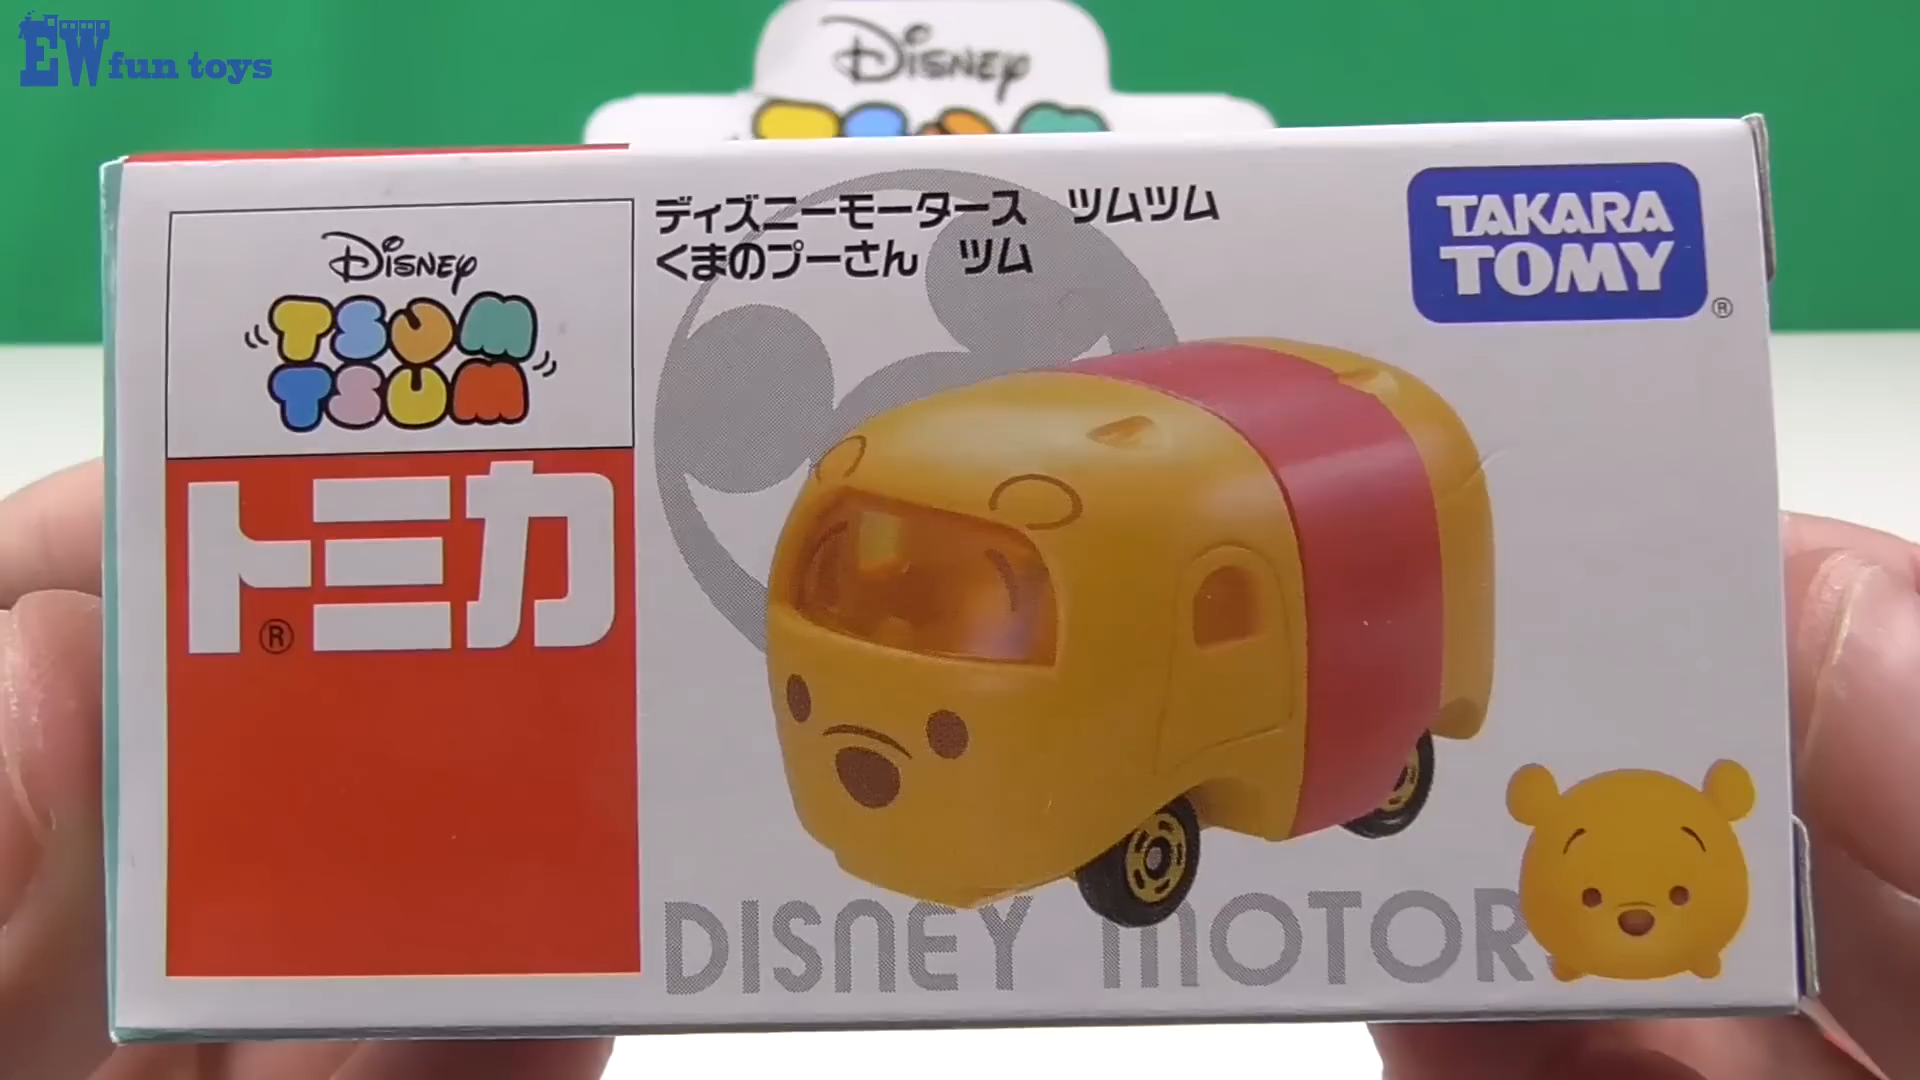 EW fun toys
Disney
Disney
TSUM
TSUM
トミカ
®
ディズニーモータース ツムツム
くまのプーさん ツム
TAKARA
TOMY
®
DISNEY MOTOR